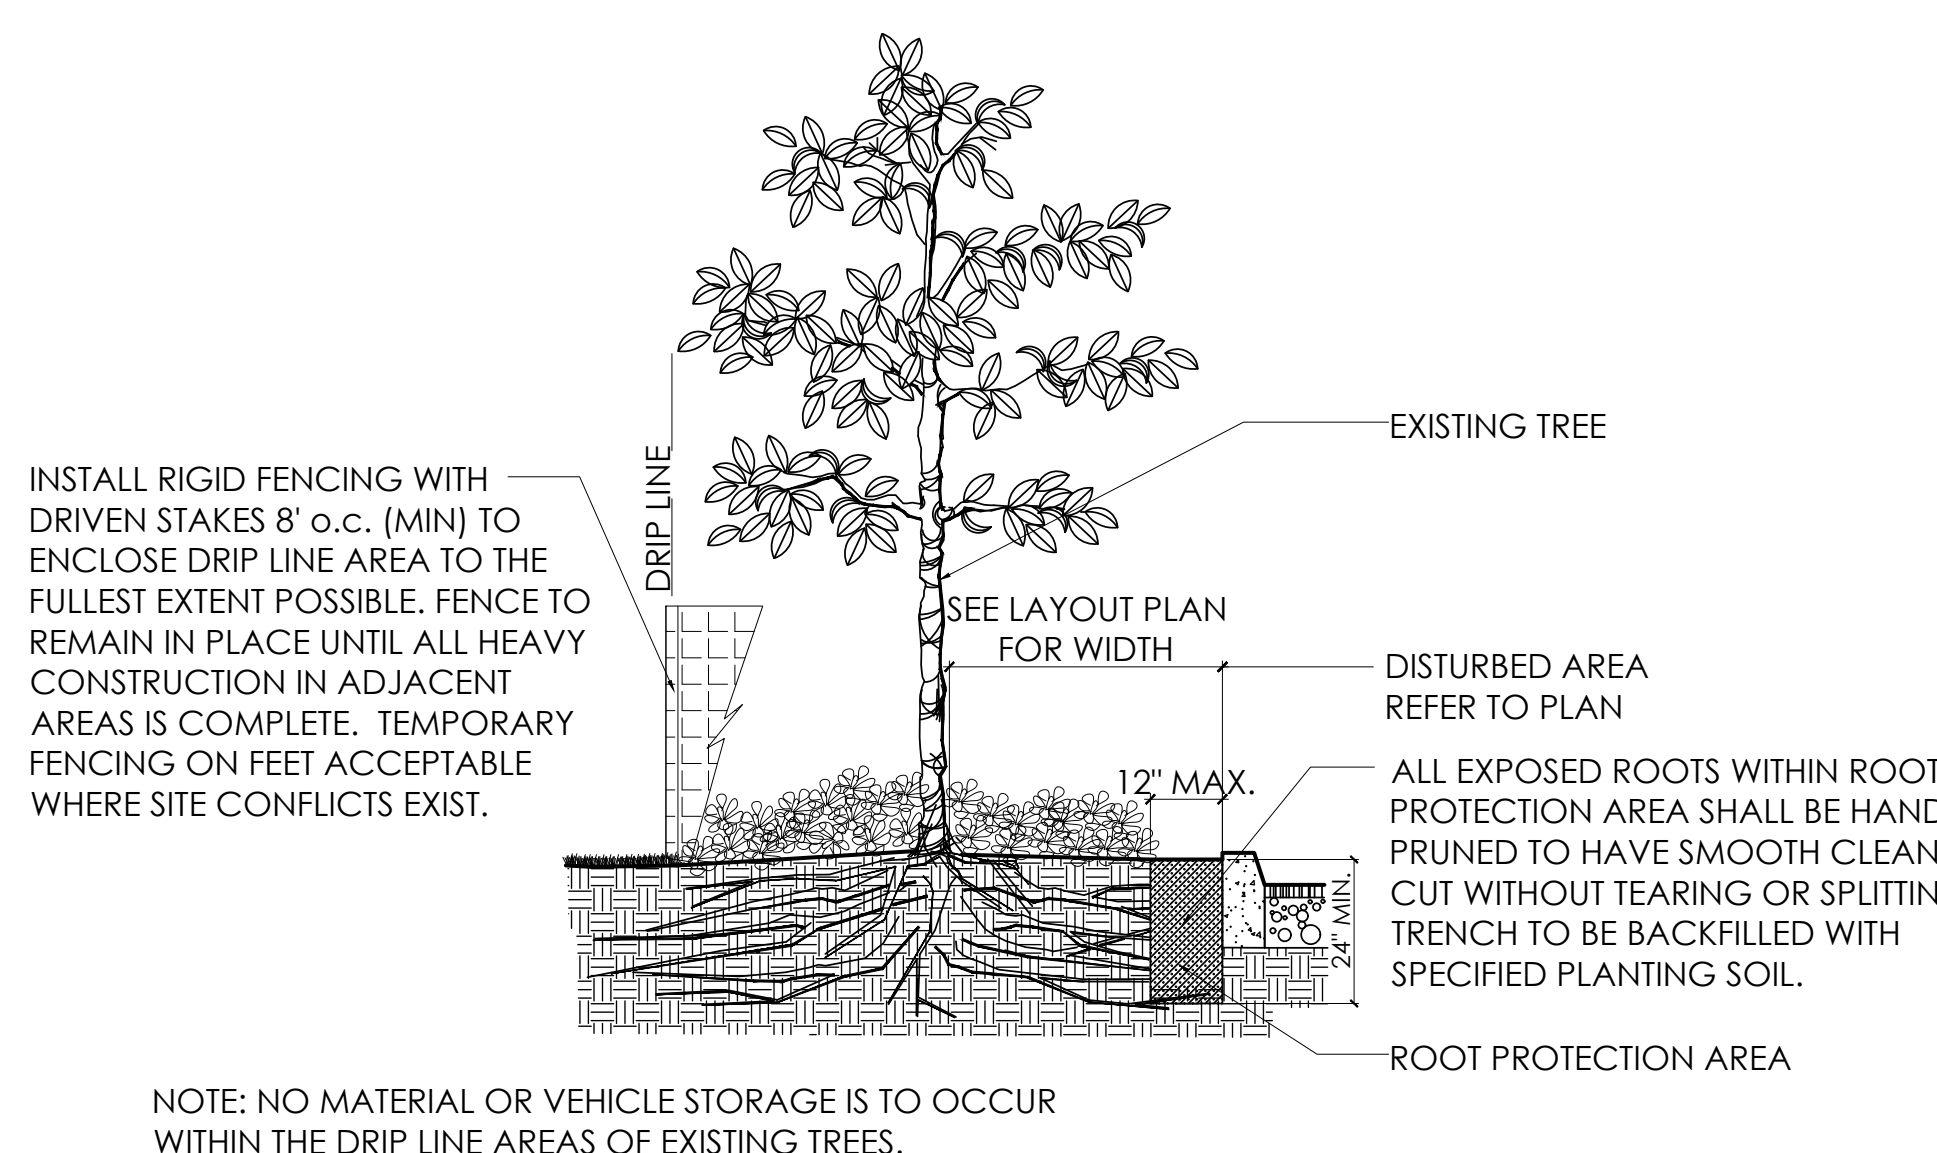 INSTALL RIGID FENCING WITH
DRIVEN STAKES 8' o.c. (MIN) TO
ENCLOSE DRIP LINE AREA TO THE
FULLEST EXTENT POSSIBLE. FENCE TO
REMAIN IN PLACE UNTIL ALL HEAVY
CONSTRUCTION IN ADJACENT
AREAS IS COMPLETE. TEMPORARY
FENCING ON FEET ACCEPTABLE
WHERE SITE CONFLICTS EXIST.
DRIP LINE
EXISTING TREE
SEE LAYOUT PLAN
FOR WIDTH
DISTURBED AREA
REFER TO PLAN
12" MAX.
ALL EXPOSED ROOTS WITHIN ROOT
PROTECTION AREA SHALL BE HAND
PRUNED TO HAVE SMOOTH CLEAN
CUT WITHOUT TEARING OR SPLITTIN
TRENCH TO BE BACKFILLED WITH
SPECIFIED PLANTING SOIL.
24" MIN.
ROOT PROTECTION AREA
NOTE: NO MATERIAL OR VEHICLE STORAGE IS TO OCCUR
WITHIN THE DRIP LINE AREAS OF EXISTING TREES.